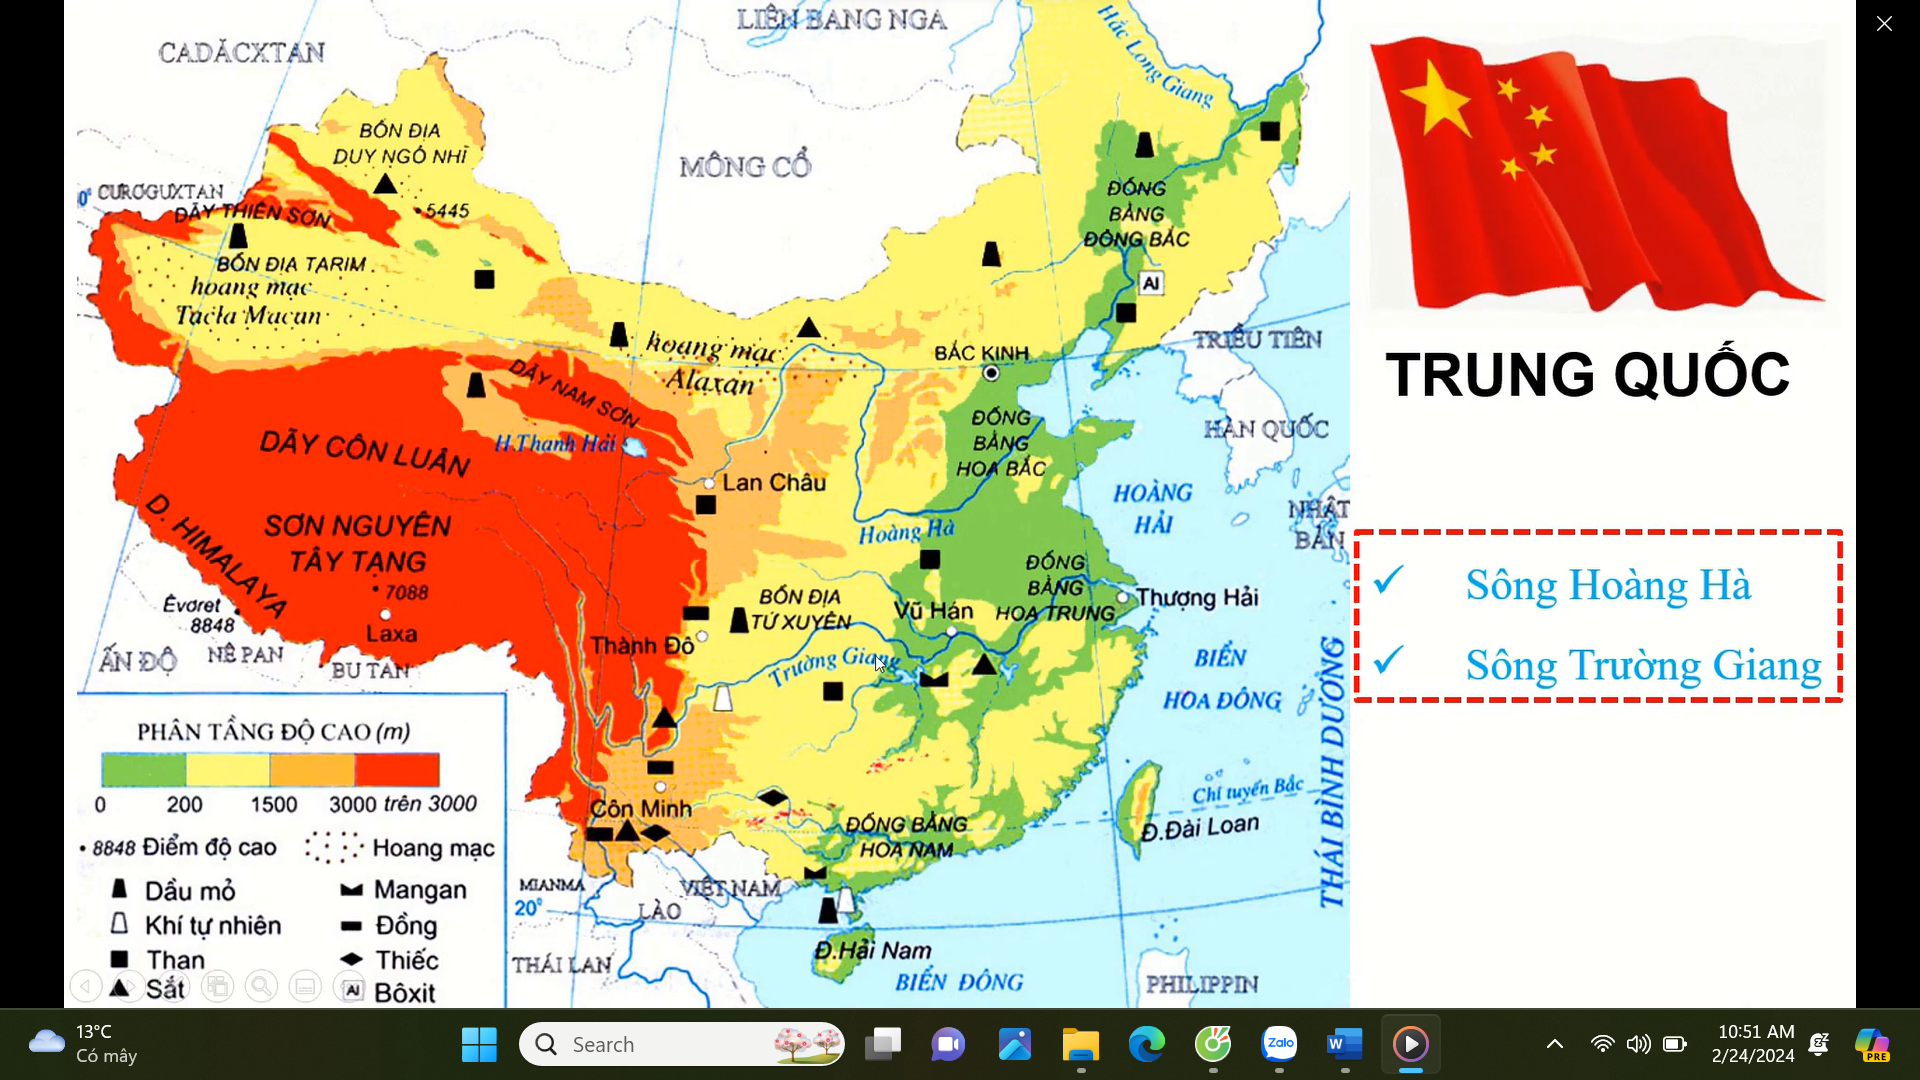 LIÊN BANG NGA
CADĂCXTAN
Hắc Long Giang
BỒN ĐỊA
DUY NGÔ NHĨ
MÔNG CỔ
CƯRƠGUXTAN
DÃY THIÊN SƠN
5445
ĐỒNG
BẰNG
ĐÔNG BẮC
BỒN ĐỊA TARIM
hoang mạc
Tacla Macan
Al
hoang mạc
Alaxan
BẮC KINH
TRIỀU TIÊN
TRUNG QUỐC
DÃY NAM SƠN
H.Thanh Hải
DÃY CÔN LUÂN
ĐỒNG
BẰNG
HOA BẮC
HÀN QUỐC
Lan Châu
HOÀNG
HẢI
NHẬT
BẢN
D. HIMALAYA
SƠN NGUYÊN
TÂY TẠNG
7088
Hoàng Hà
Êvơret
8848
Laxa
BỒN ĐỊA
TỨ XUYÊN
Vũ Hán
ĐỒNG
BẰNG
HOA TRUNG
Thượng Hải
Sông Hoàng Hà
Sông Trường Giang
Thành Đô
Trường Giang
ẤN ĐỘ
NÊ PAN
BU TAN
BIỂN
HOA ĐÔNG
THÁI BÌNH DƯƠNG
PHÂN TẦNG ĐỘ CAO (m)
0 200 1500 3000 trên 3000
Côn Minh
ĐỒNG BẰNG
HOA NAM
Chí tuyến Bắc
Đ.Đài Loan
8848 Điểm độ cao
Hoang mạc
Dầu mỏ
Mangan
Khí tự nhiên
Đồng
Than
Thiếc
Sắt
Al
Bôxit
MIANMA
VIỆT NAM
20°
LÀO
THÁI LAN
Đ.Hải Nam
BIỂN ĐÔNG
PHILIPPIN
13°C
Có mây
Search
Zalo
W
10:51 AM
2/24/2024
PRE